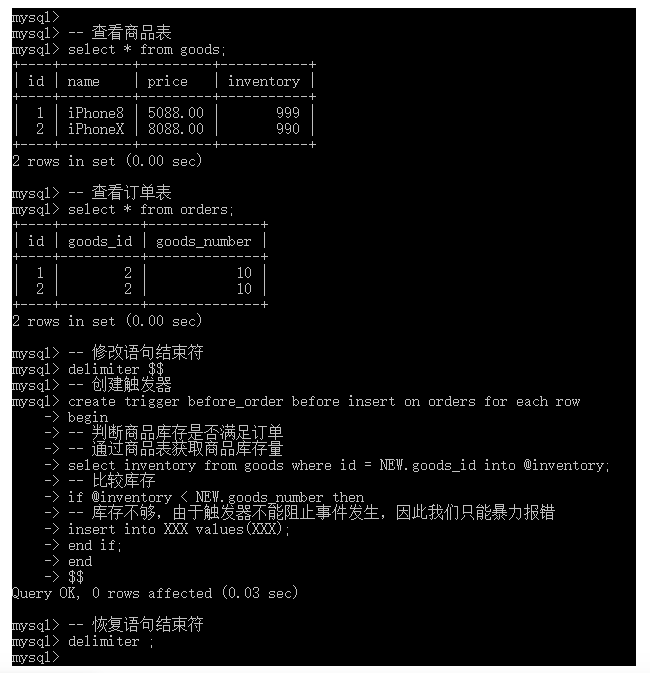 mysql>
mysql> -- 查看商品表
mysql> select * from goods;
+----+---------+---------+-----------+
| id | name    | price   | inventory |
+----+---------+---------+-----------+
|  1 | iPhone8 | 5088.00 |       999 |
|  2 | iPhoneX | 8088.00 |       990 |
+----+---------+---------+-----------+
2 rows in set (0.00 sec)
mysql> -- 查看订单表
mysql> select * from orders;
+----+----------+--------------+
| id | goods_id | goods_number |
+----+----------+--------------+
|  1 |        2 |           10 |
|  2 |        2 |           10 |
+----+----------+--------------+
2 rows in set (0.00 sec)
mysql> -- 修改语句结束符
mysql> delimiter $$
mysql> -- 创建触发器
mysql> create trigger before_order before insert on orders for each row
    -> begin
    -> -- 判断商品库存是否满足订单
    -> -- 通过商品表获取商品库存量
    -> select inventory from goods where id = NEW.goods_id into @inventory;
    -> -- 比较库存
    -> if @inventory < NEW.goods_number then
    -> -- 库存不够，由于触发器不能阻止事件发生，因此我们只能暴力报错
    -> insert into XXX values(XXX);
    -> end if;
    -> end
    -> $$
Query OK, 0 rows affected (0.03 sec)
mysql> -- 恢复语句结束符
mysql> delimiter ;
mysql>